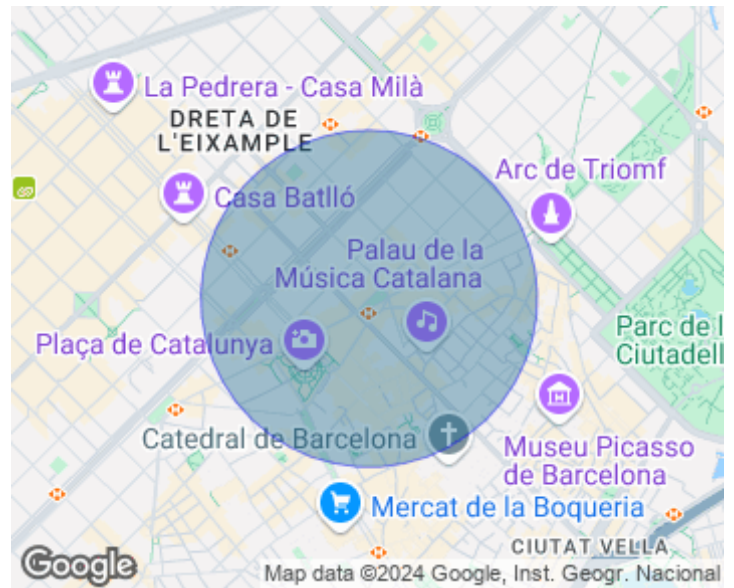 La Pedrera - Casa Milà
DRETA DE
L'EIXAMPLE
Arc de Triomf
Casa Batlló
Palau de la
Música Catalana
Parc de l
Ciutadell
Plaça de Catalunya
Catedral de Barcelona
Museu Picasso
de Barcelona
Mercat de la Boqueria
CIUTAT VELLA
Google
Map data ©2024 Google, Inst. Geogr. Nacional